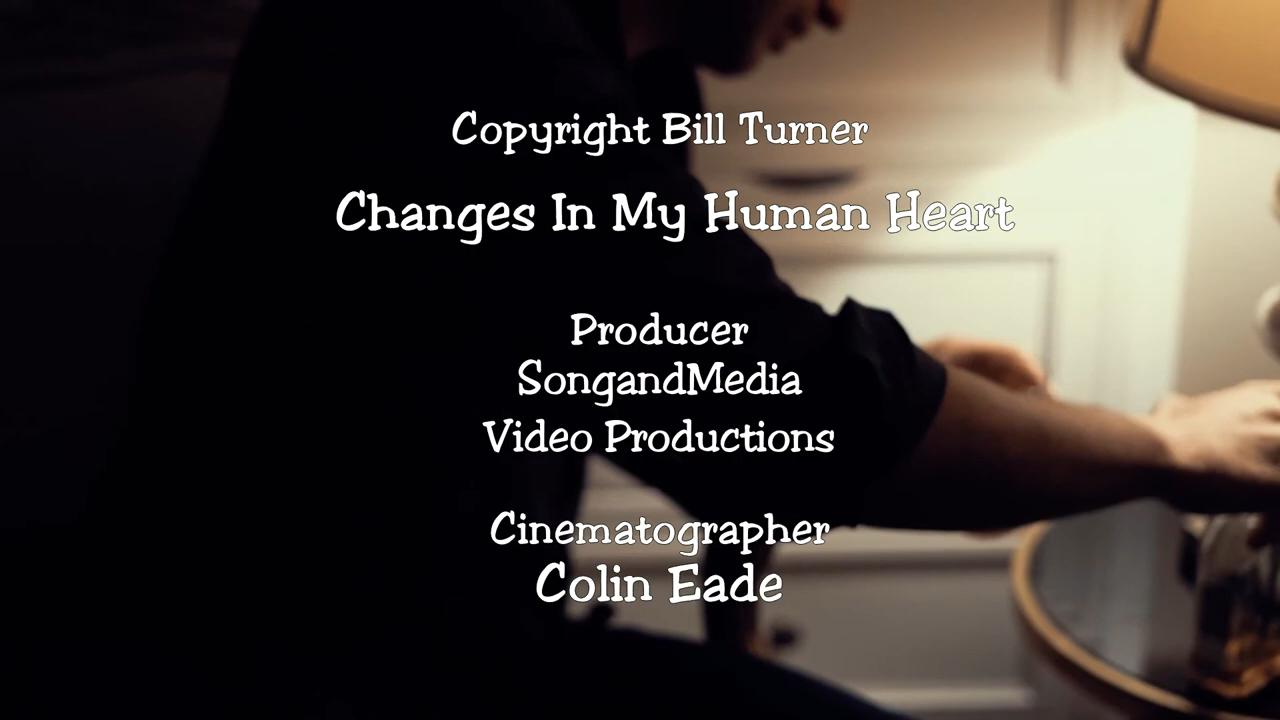 Copyright Bill Turner
Changes In My Human Heart
Producer
SongandMedia
Video Productions
Cinematographer
Colin Eade